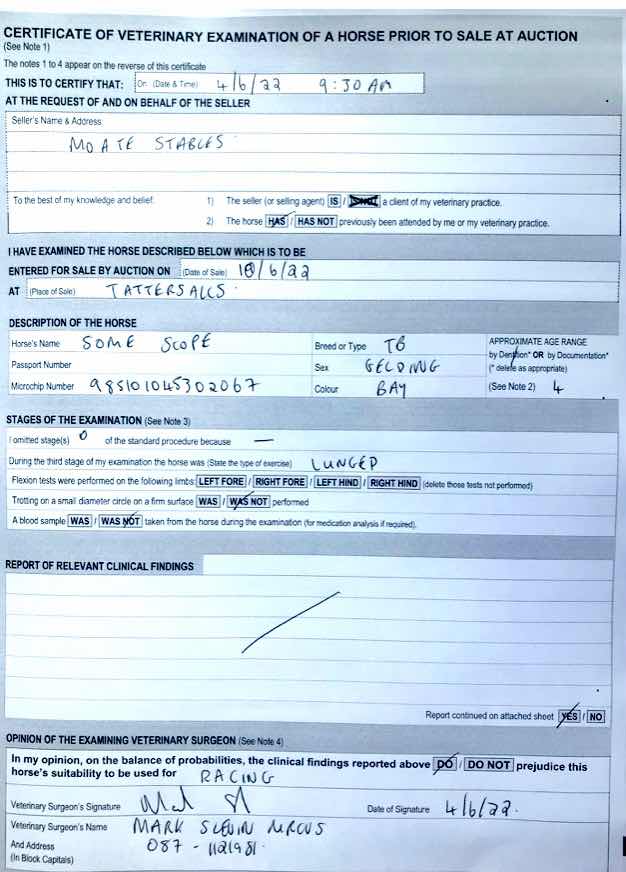 CERTIFICATE OF VETERINARY EXAMINATION OF A HORSE PRIOR TO SALE AT AUCTION
(See Note 1)
The notes 1 to 4 appear on the reverse of this certificate
THIS IS TO CERTIFY THAT: On (Date & Time) 4/6/22 9:30 AM
AT THE REQUEST OF AND ON BEHALF OF THE SELLER
Seller's Name & Address
MOATE STABLES
To the best of my knowledge and belief: 1) The seller (or selling agent) IS / IS NOT a client of my veterinary practice.
2) The horse HAS / HAS NOT previously been attended by me or my veterinary practice.
I HAVE EXAMINED THE HORSE DESCRIBED BELOW WHICH IS TO BE
ENTERED FOR SALE BY AUCTION ON (Date of Sale) /6/22
AT (Place of Sale) TATTERSALLS
DESCRIPTION OF THE HORSE
Horse's Name SOME SCOPE Breed or Type TB APPROXIMATE AGE RANGE
by Dentition* OR by Documentation*
Passport Number Sex GELDING (* delete as appropriate)
Microchip Number 985101045302067 Colour BAY (See Note 2) 4
STAGES OF THE EXAMINATION (See Note 3)
I omitted stage(s) 0 of the standard procedure because —
During the third stage of my examination the horse was (State the type of exercise) LUNGED
Flexion tests were performed on the following limbs: LEFT FORE / RIGHT FORE / LEFT HIND / RIGHT HIND (delete those tests not performed)
Trotting on a small diameter circle on a firm surface WAS / WAS NOT performed
A blood sample WAS / WAS NOT taken from the horse during the examination (for medication analysis if required).
REPORT OF RELEVANT CLINICAL FINDINGS
Report continued on attached sheet YES / NO
OPINION OF THE EXAMINING VETERINARY SURGEON (See Note 4)
In my opinion, on the balance of probabilities, the clinical findings reported above DO / DO NOT prejudice this
horse's suitability to be used for RACING
Veterinary Surgeon's Signature Date of Signature 4/6/22.
Veterinary Surgeon's Name MARK SLEVIN MRCVS
And Address 087 - 1121981
(In Block Capitals)